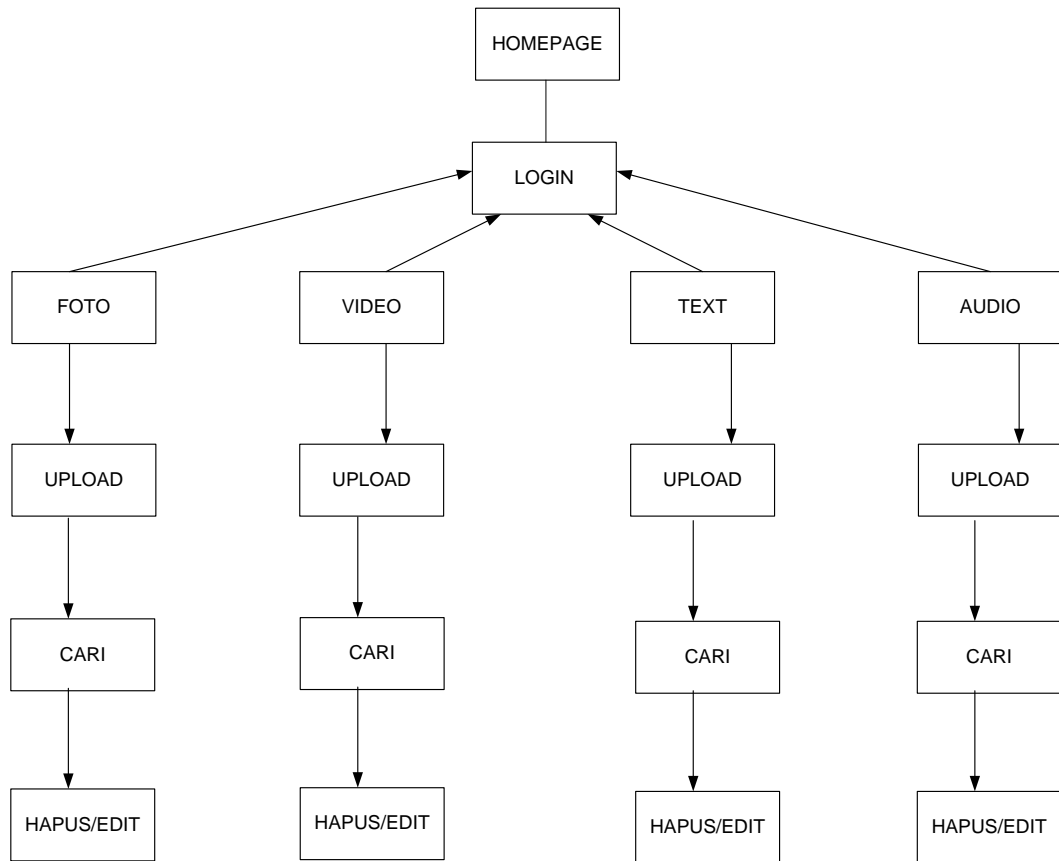 HOMEPAGE
LOGIN
FOTO
VIDEO
TEXT
AUDIO
UPLOAD
UPLOAD
UPLOAD
UPLOAD
CARI
CARI
CARI
CARI
HAPUS/EDIT
HAPUS/EDIT
HAPUS/EDIT
HAPUS/EDIT